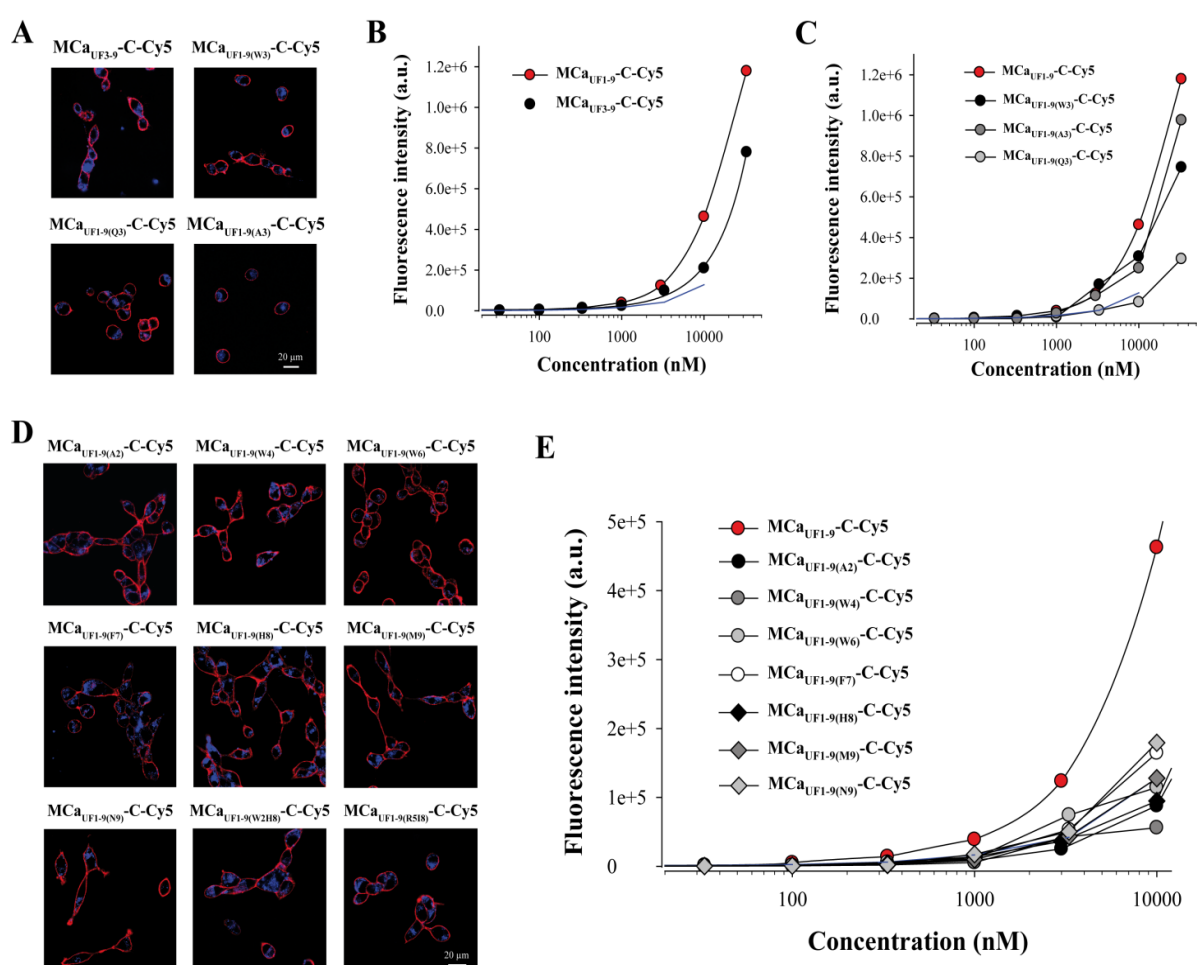 A
MCaUF3-9-C-Cy5
MCaUF1-9(W3)-C-Cy5
MCaUF1-9(Q3)-C-Cy5
MCaUF1-9(A3)-C-Cy5
20 µm
B
Fluorescence intensity (a.u.)
1.2e+6
1.0e+6
8.0e+5
6.0e+5
4.0e+5
2.0e+5
0.0
MCaUF1-9-C-Cy5
MCaUF3-9-C-Cy5
100
1000
10000
Concentration (nM)
C
Fluorescence intensity (a.u.)
1.2e+6
1.0e+6
8.0e+5
6.0e+5
4.0e+5
2.0e+5
0.0
MCaUF1-9-C-Cy5
MCaUF1-9(W3)-C-Cy5
MCaUF1-9(A3)-C-Cy5
MCaUF1-9(Q3)-C-Cy5
100
1000
10000
Concentration (nM)
D
MCaUF1-9(A2)-C-Cy5
MCaUF1-9(W4)-C-Cy5
MCaUF1-9(W6)-C-Cy5
MCaUF1-9(F7)-C-Cy5
MCaUF1-9(H8)-C-Cy5
MCaUF1-9(M9)-C-Cy5
MCaUF1-9(N9)-C-Cy5
MCaUF1-9(W2H8)-C-Cy5
MCaUF1-9(R5I8)-C-Cy5
20 µm
E
Fluorescence intensity (a.u.)
5e+5
4e+5
3e+5
2e+5
1e+5
0
MCaUF1-9-C-Cy5
MCaUF1-9(A2)-C-Cy5
MCaUF1-9(W4)-C-Cy5
MCaUF1-9(W6)-C-Cy5
MCaUF1-9(F7)-C-Cy5
MCaUF1-9(H8)-C-Cy5
MCaUF1-9(M9)-C-Cy5
MCaUF1-9(N9)-C-Cy5
100
1000
10000
Concentration (nM)